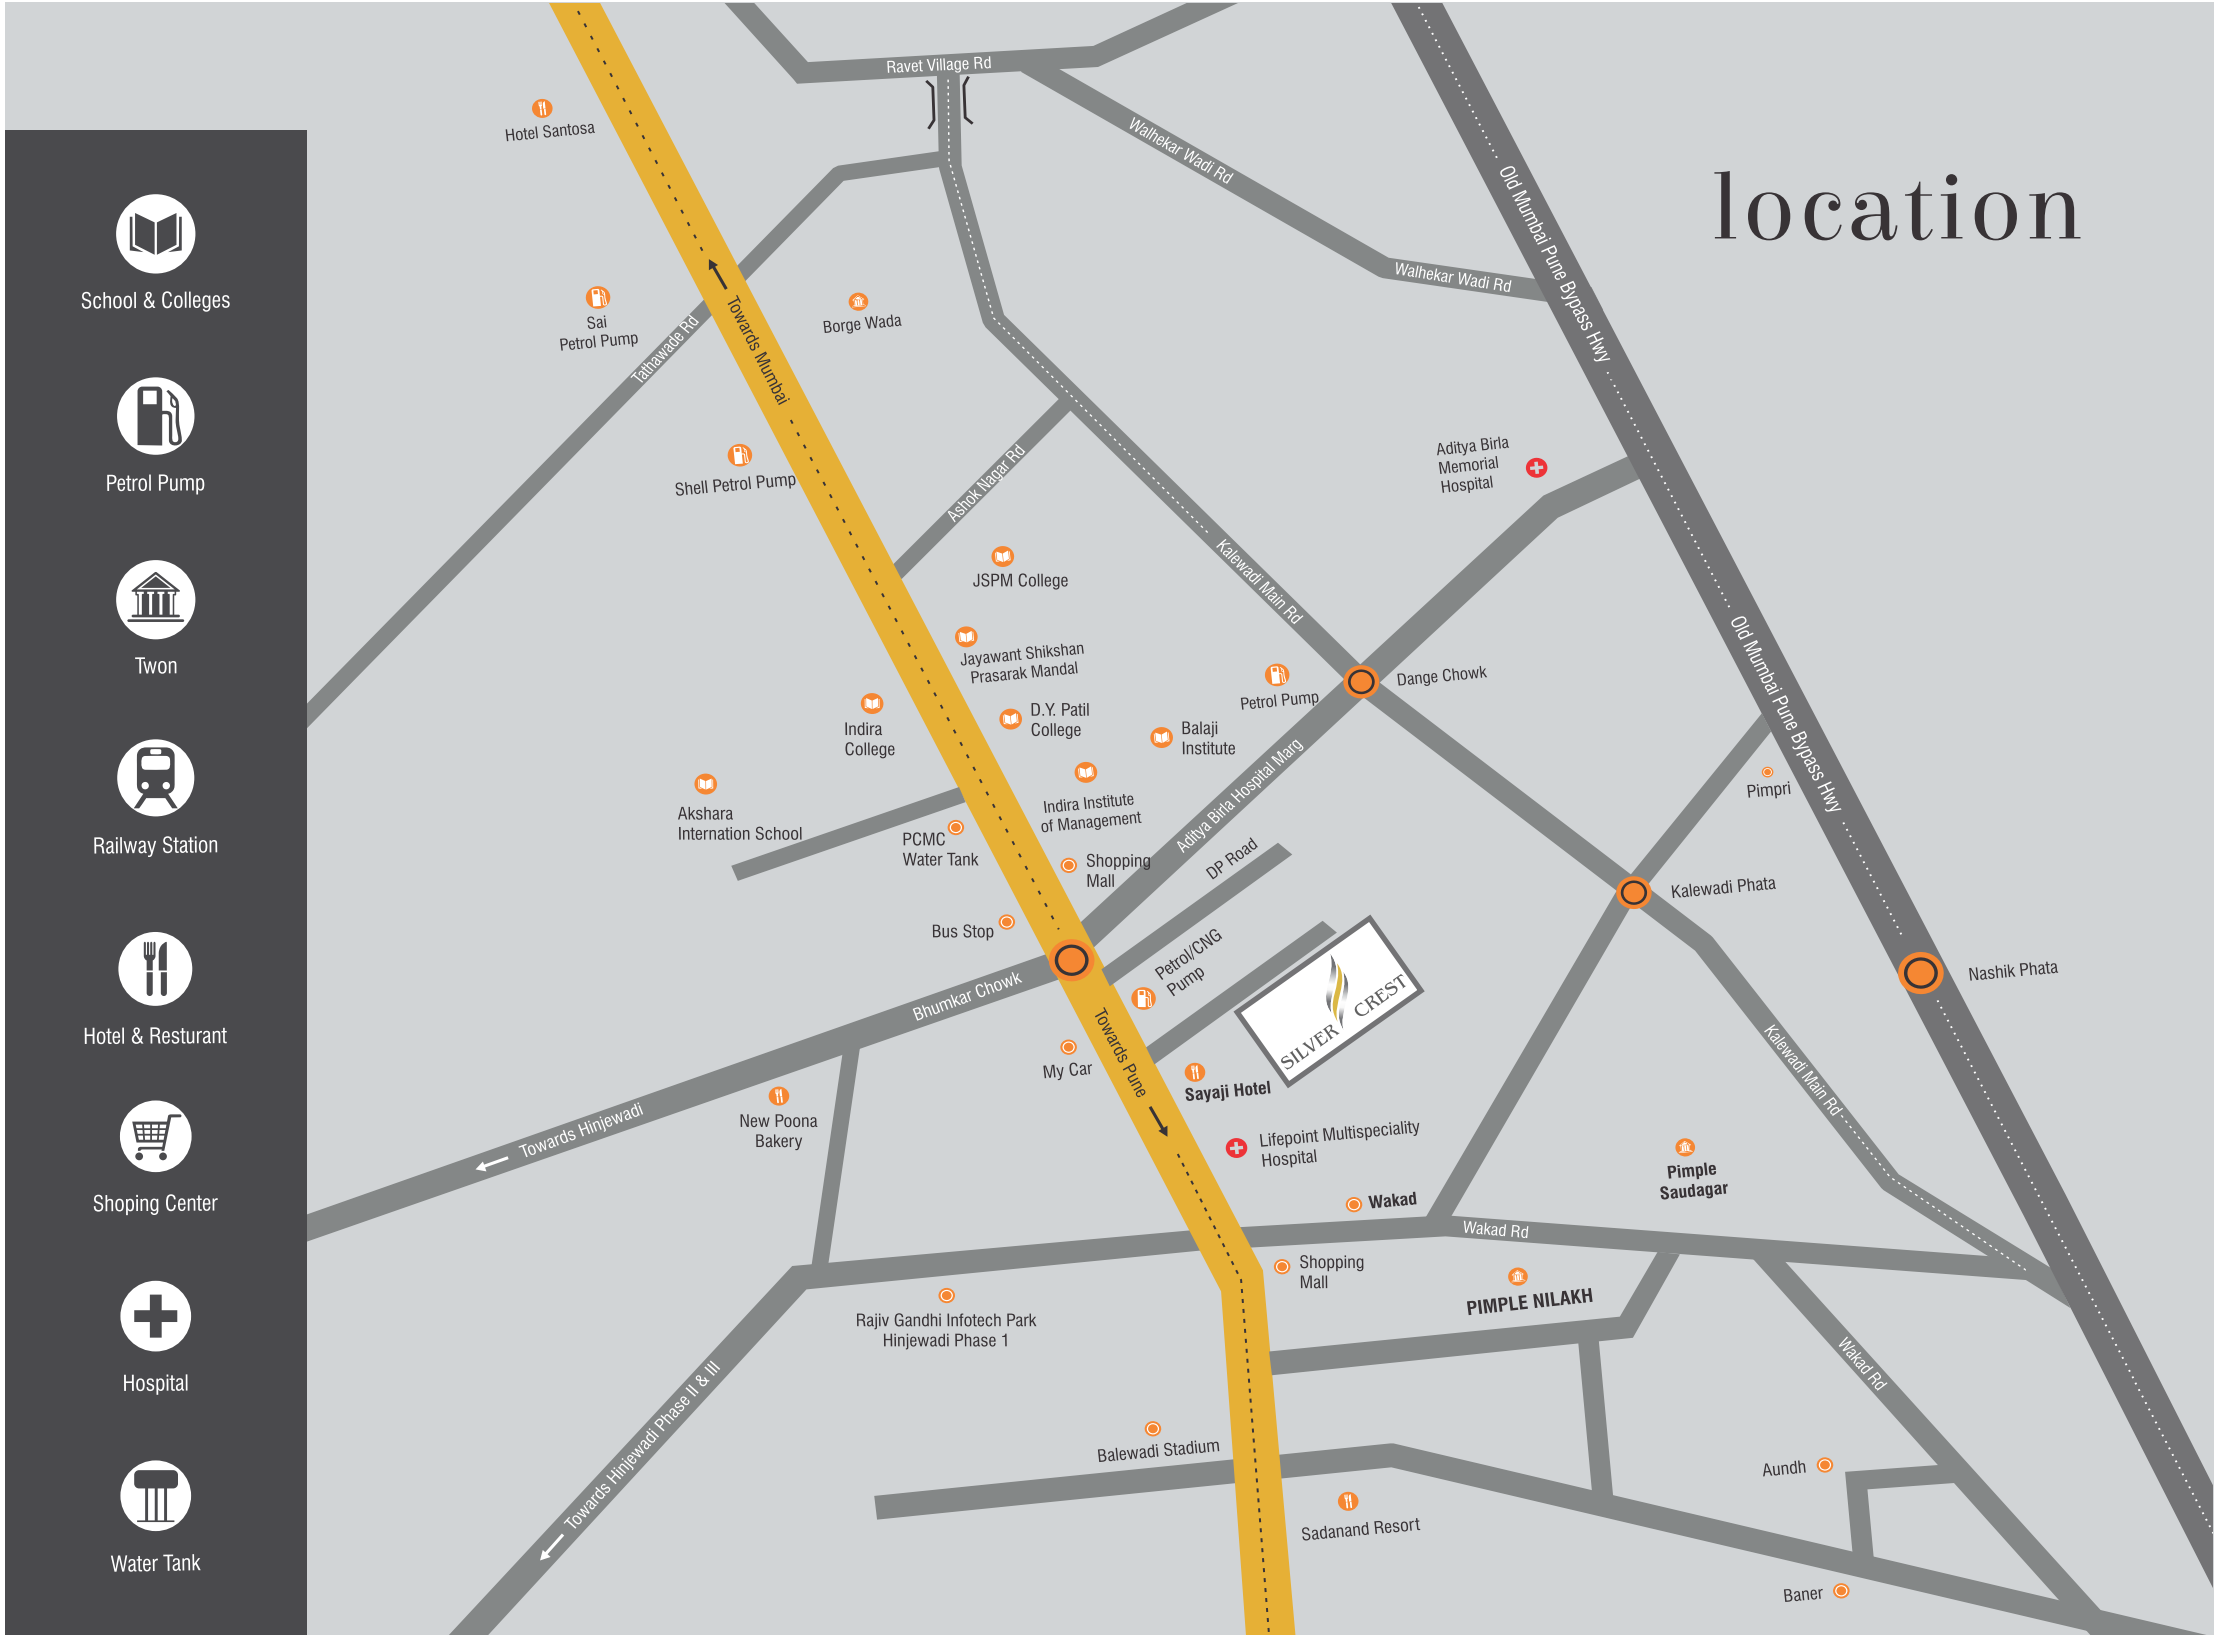 location
School & Colleges
Petrol Pump
Twon
Railway Station
Hotel & Resturant
Shoping Center
Hospital
Water Tank
Ravet Village Rd
Hotel Santosa
Walhekar Wadi Rd
Walhekar Wadi Rd
Old Mumbai Pune Bypass Hwy
Sai
Petrol Pump
Tathawade Rd
Towards Mumbai
Borge Wada
Shell Petrol Pump
Ashok Nagar Rd
Aditya Birla
Memorial
Hospital
JSPM College
Kalewadi Main Rd
Jayawant Shikshan
Prasarak Mandal
Indira
College
D.Y. Patil
College
Balaji
Institute
Petrol Pump
Dange Chowk
Old Mumbai Pune Bypass Hwy
Pimpri
Akshara
Internation School
PCMC
Water Tank
Indira Institute
of Management
Aditya Birla Hospital Marg
Shopping
Mall
DP Road
Kalewadi Phata
Bus Stop
Bhumkar Chowk
Petrol/CNG
Pump
SILVER CREST
Nashik Phata
My Car
Towards Pune
Sayaji Hotel
Kalewadi Main Rd
New Poona
Bakery
Towards Hinjewadi
Lifepoint Multispeciality
Hospital
Wakad
Pimple
Saudagar
Wakad Rd
Shopping
Mall
PIMPLE NILAKH
Rajiv Gandhi Infotech Park
Hinjewadi Phase 1
Towards Hinjewadi Phase II & III
Wakad Rd
Balewadi Stadium
Aundh
Sadanand Resort
Baner